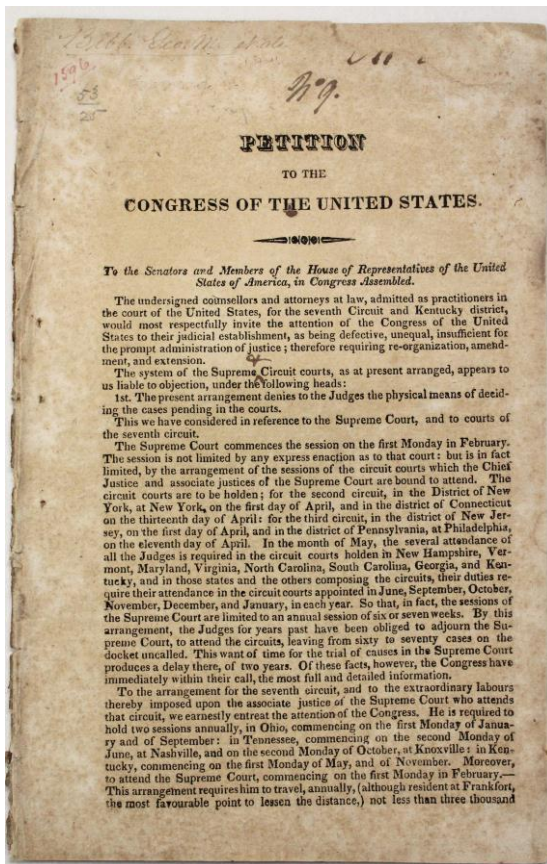 1396
53
N° 9.
PETITION
TO THE
CONGRESS OF THE UNITED STATES.
To the Senators and Members of the House of Representatives of the United
States of America, in Congress Assembled.
The undersigned counsellors and attorneys at law, admitted as practitioners in
the court of the United States, for the seventh Circuit and Kentucky district,
would most respectfully invite the attention of the Congress of the United
States to their judicial establishment, as being defective, unequal, insufficient for
the prompt administration of justice; therefore requiring re-organization, amend-
ment, and extension.
The system of the Supreme & Circuit courts, as at present arranged, appears to
us liable to objection, under the following heads:
1st. The present arrangement denies to the Judges the physical means of decid-
ing the cases pending in the courts.
This we have considered in reference to the Supreme Court, and to courts of
the seventh circuit.
The Supreme Court commences the session on the first Monday in February.
The session is not limited by any express enaction as to that court: but is in fact
limited, by the arrangement of the sessions of the circuit courts which the Chief
Justice and associate justices of the Supreme Court are bound to attend. The
circuit courts are to be holden; for the second circuit, in the District of New
York, at New York, on the first day of April, and in the district of Connecticut
on the thirteenth day of April: for the third circuit, in the district of New Jer-
sey, on the first day of April, and in the district of Pennsylvania, at Philadelphia,
on the eleventh day of April. In the month of May, the several attendance of
all the Judges is required in the circuit courts holden in New Hampshire, Ver-
mont, Maryland, Virginia, North Carolina, South Carolina, Georgia, and Ken-
tucky, and in those states and the others composing the circuits, their duties re-
quire their attendance in the circuit courts appointed in June, September, October,
November, December, and January, in each year. So that, in fact, the sessions of
the Supreme Court are limited to an annual session of six or seven weeks. By this
arrangement, the Judges for years past have been obliged to adjourn the Su-
preme Court, to attend the circuits, leaving from sixty to seventy cases on the
docket uncalled. This want of time for the trial of causes in the Supreme Court
produces a delay there, of two years. Of these facts, however, the Congress have
immediately within their call, the most full and detailed information.
To the arrangement for the seventh circuit, and to the extraordinary labours
thereby imposed upon the associate justice of the Supreme Court who attends
that circuit, we earnestly entreat the attention of the Congress. He is required to
hold two sessions annually, in Ohio, commencing on the first Monday of Janua-
ry and of September: in Tennessee, commencing on the second Monday of
June, at Nashville, and on the second Monday of October, at Knoxville: in Ken-
tucky, commencing on the first Monday of May, and of November. Moreover,
to attend the Supreme Court, commencing on the first Monday in February.—
This arrangement requires him to travel, annually, (although resident at Frankfort,
the most favourable point to lessen the distance,) not less than three thousand